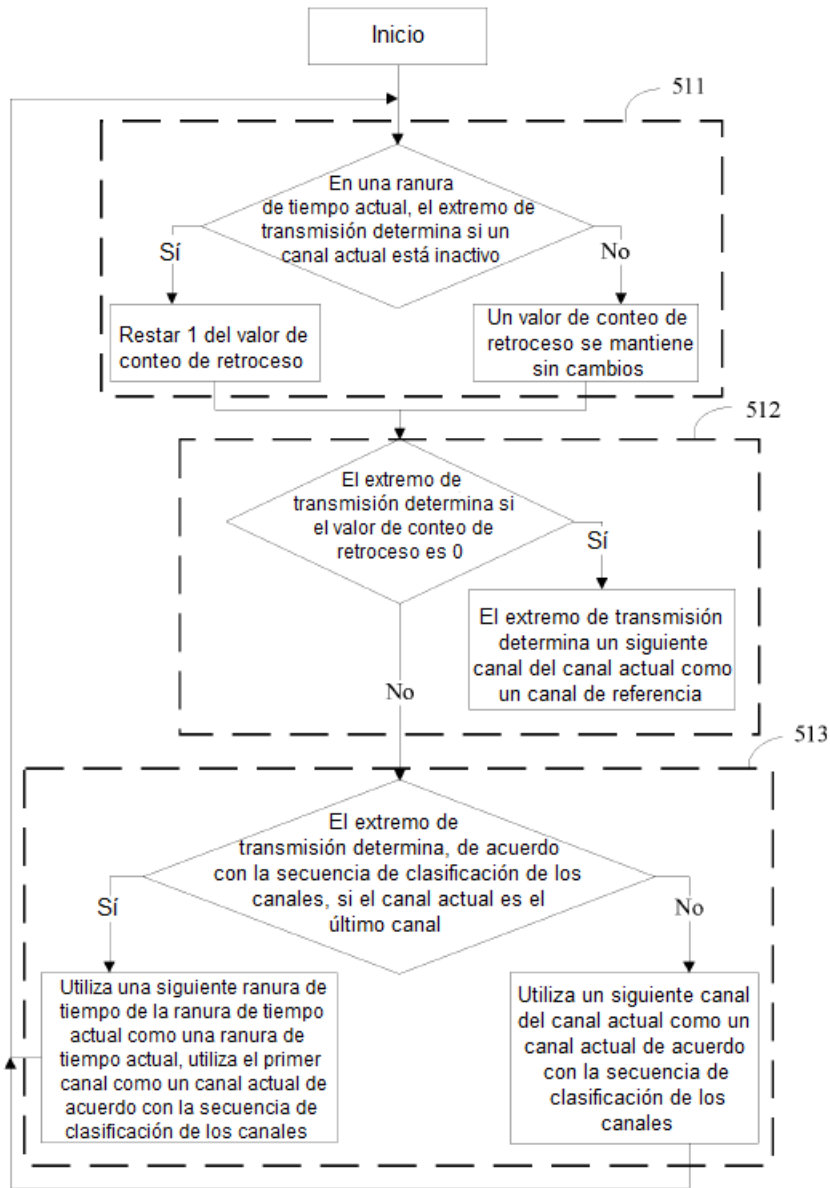 Inicio
511
En una ranura
de tiempo actual, el extremo de
transmisión determina si un
canal actual está inactivo
Sí
No
Restar 1 del valor de
conteo de retroceso
Un valor de conteo de
retroceso se mantiene
sin cambios
512
El extremo de
transmisión determina si
el valor de conteo de
retroceso es 0
Sí
El extremo de transmisión
determina un siguiente
canal del canal actual como
un canal de referencia
No
513
El extremo de
transmisión determina, de acuerdo
con la secuencia de clasificación de los
canales, si el canal actual es el
último canal
Sí
No
Utiliza una siguiente ranura de
tiempo de la ranura de tiempo
actual como una ranura de
tiempo actual, utiliza el primer
canal como un canal actual de
acuerdo con la secuencia de
clasificación de los canales
Utiliza un siguiente canal
del canal actual como un
canal actual de acuerdo
con la secuencia de
clasificación de los
canales